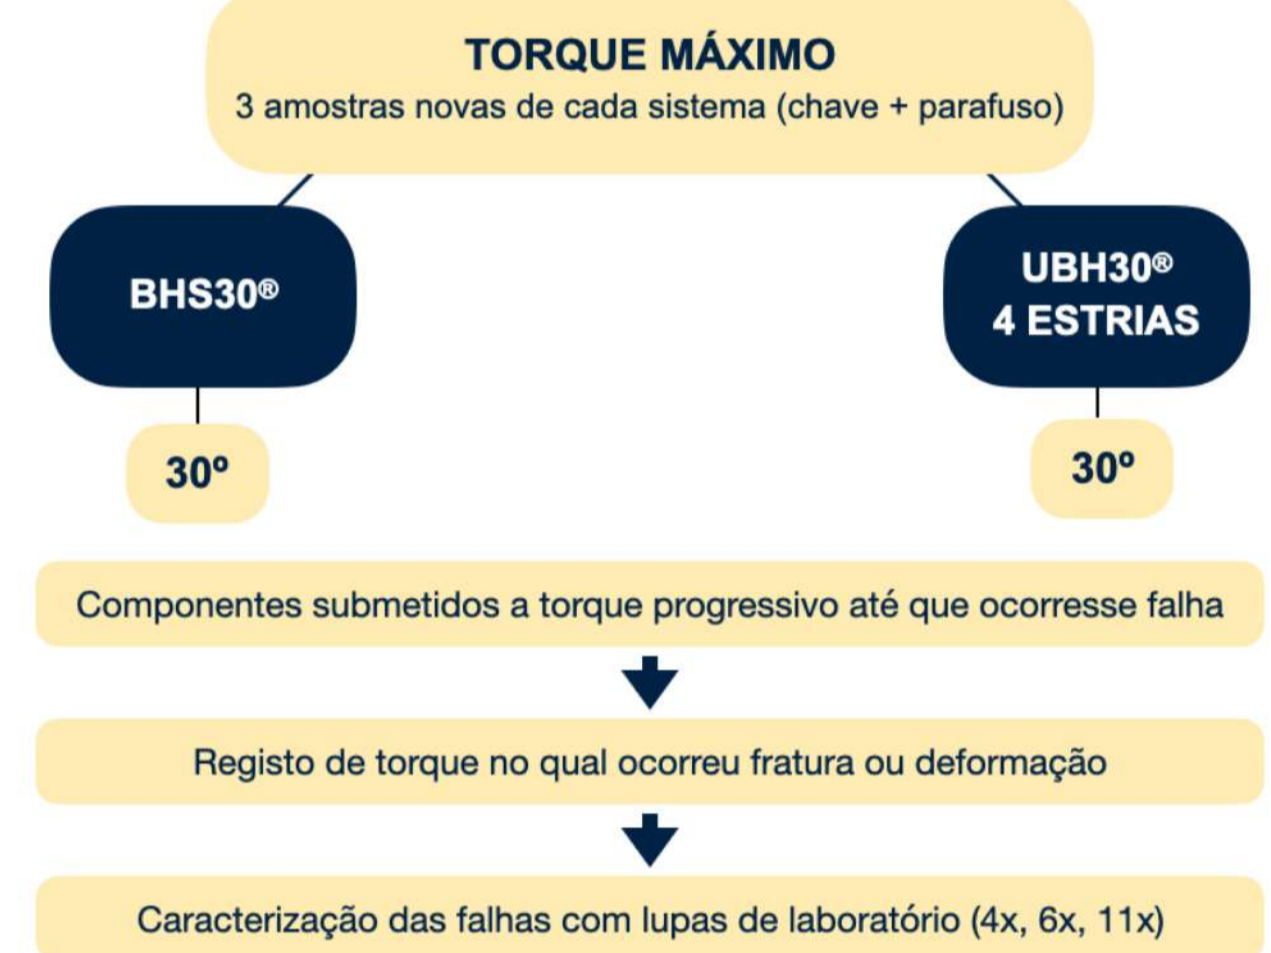 TORQUE MÁXIMO
3 amostras novas de cada sistema (chave + parafuso)
BHS30®
UBH30®
4 ESTRIAS
30º
30º
Componentes submetidos a torque progressivo até que ocorresse falha
Registo de torque no qual ocorreu fratura ou deformação
Caracterização das falhas com lupas de laboratório (4x, 6x, 11x)